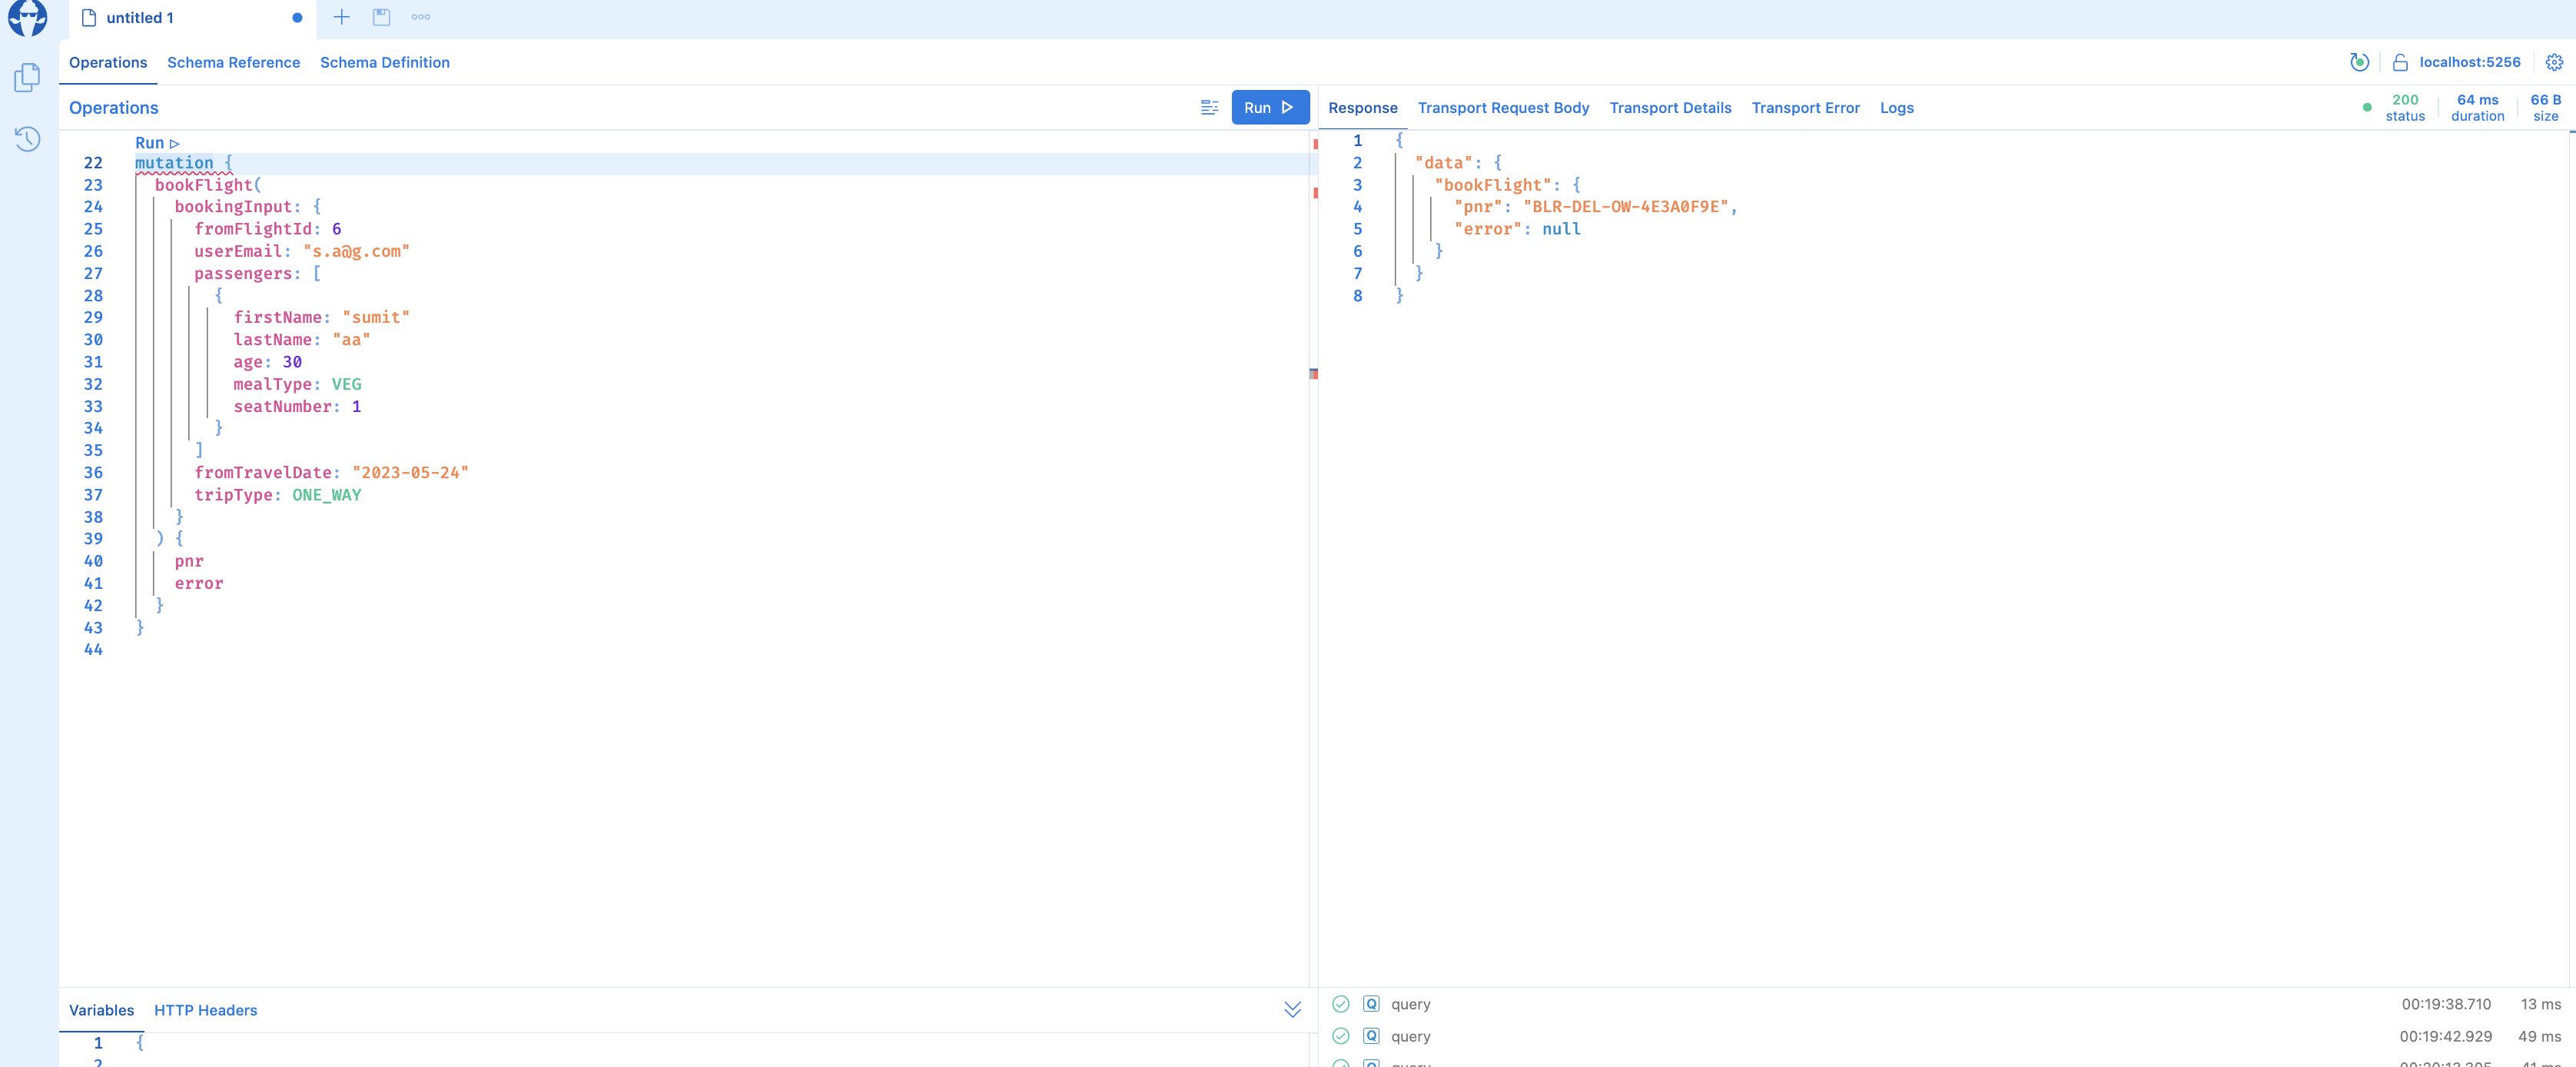 untitled 1
Operations Schema Reference Schema Definition
localhost:5256
Operations
Run
Run
22 mutation {
23 bookFlight(
24 bookingInput: {
25 fromFlightId: 6
26 userEmail: "s.a@g.com"
27 passengers: [
28 {
29 firstName: "sumit"
30 lastName: "aa"
31 age: 30
32 mealType: VEG
33 seatNumber: 1
34 }
35 ]
36 fromTravelDate: "2023-05-24"
37 tripType: ONE_WAY
38 }
39 ) {
40 pnr
41 error
42 }
43 }
44
Variables HTTP Headers
1 {
2
Response Transport Request Body Transport Details Transport Error Logs
200 status
64 ms duration
66 B size
1 {
2 "data": {
3 "bookFlight": {
4 "pnr": "BLR-DEL-OW-4E3A0F9E",
5 "error": null
6 }
7 }
8 }
Q query 00:19:38.710 13 ms
Q query 00:19:42.929 49 ms